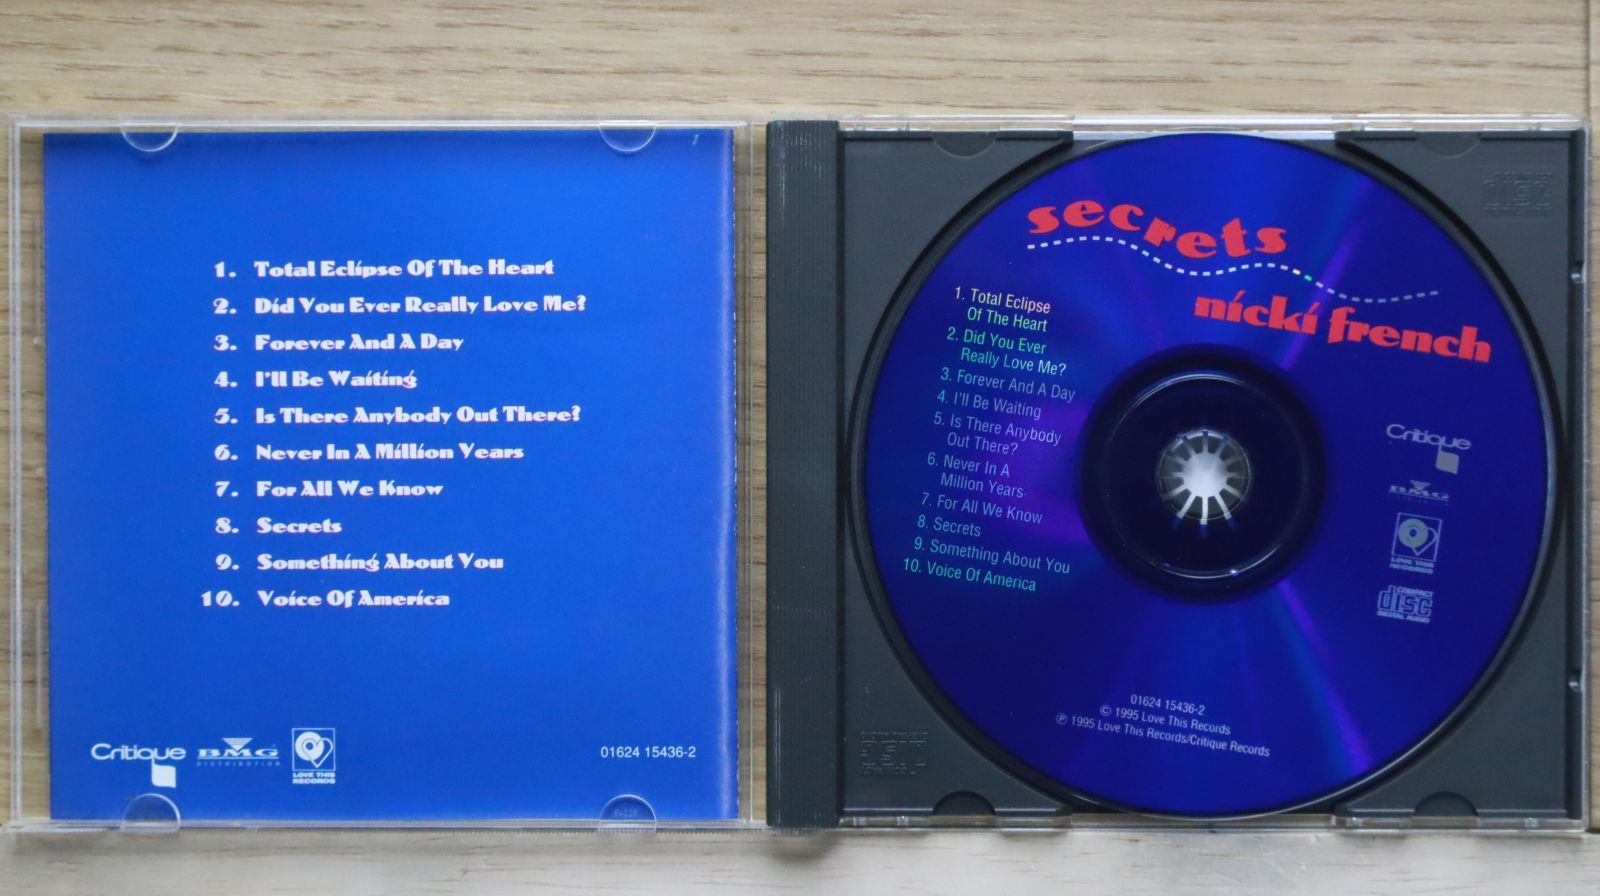 1. Total Eclipse Of The Heart
2. Did You Ever Really Love Me?
3. Forever And A Day
4. I'll Be Waiting
5. Is There Anybody Out There?
6. Never In A Million Years
7. For All We Know
8. Secrets
9. Something About You
10. Voice Of America
Critique
BMG
DISTRIBUTION
LOVE THIS
RECORDS
01624 15436-2
secrets
nicki french
1. Total Eclipse
Of The Heart
2. Did You Ever
Really Love Me?
3. Forever And A Day
4. I'll Be Waiting
5. Is There Anybody
Out There?
6. Never In A
Million Years
7. For All We Know
8. Secrets
9. Something About You
10. Voice Of America
Critique
BMG
LOVE THIS
RECORDS
COMPACT
disc
DIGITAL AUDIO
01624 15436-2
© 1995 Love This Records
℗ 1995 Love This Records/Critique Records